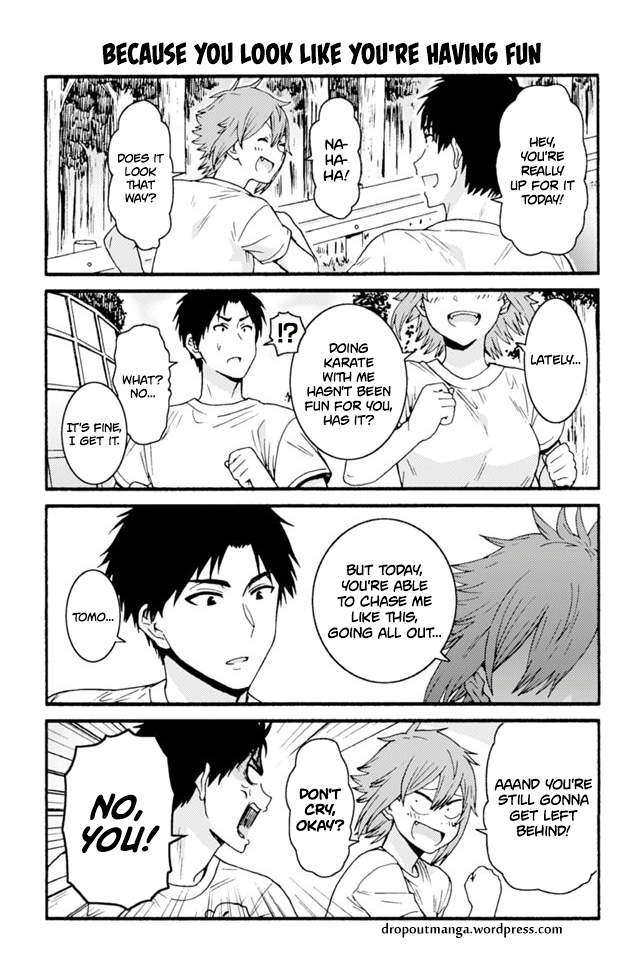 BECAUSE YOU LOOK LIKE YOU'RE HAVING FUN
HEY,
YOU'RE
REALLY
UP FOR IT
TODAY!
NA-
HA-
HA!
DOES IT
LOOK
THAT
WAY?
LATELY...
DOING
KARATE
WITH ME
HASN'T BEEN
FUN FOR YOU,
HAS IT?
!?
WHAT?
NO...
IT'S FINE,
I GET IT.
BUT TODAY,
YOU'RE ABLE
TO CHASE ME
LIKE THIS,
GOING ALL OUT...
TOMO...
AAAND YOU'RE
STILL GONNA
GET LEFT
BEHIND!
DON'T
CRY,
OKAY?
NO,
YOU!
dropoutmanga.wordpress.com